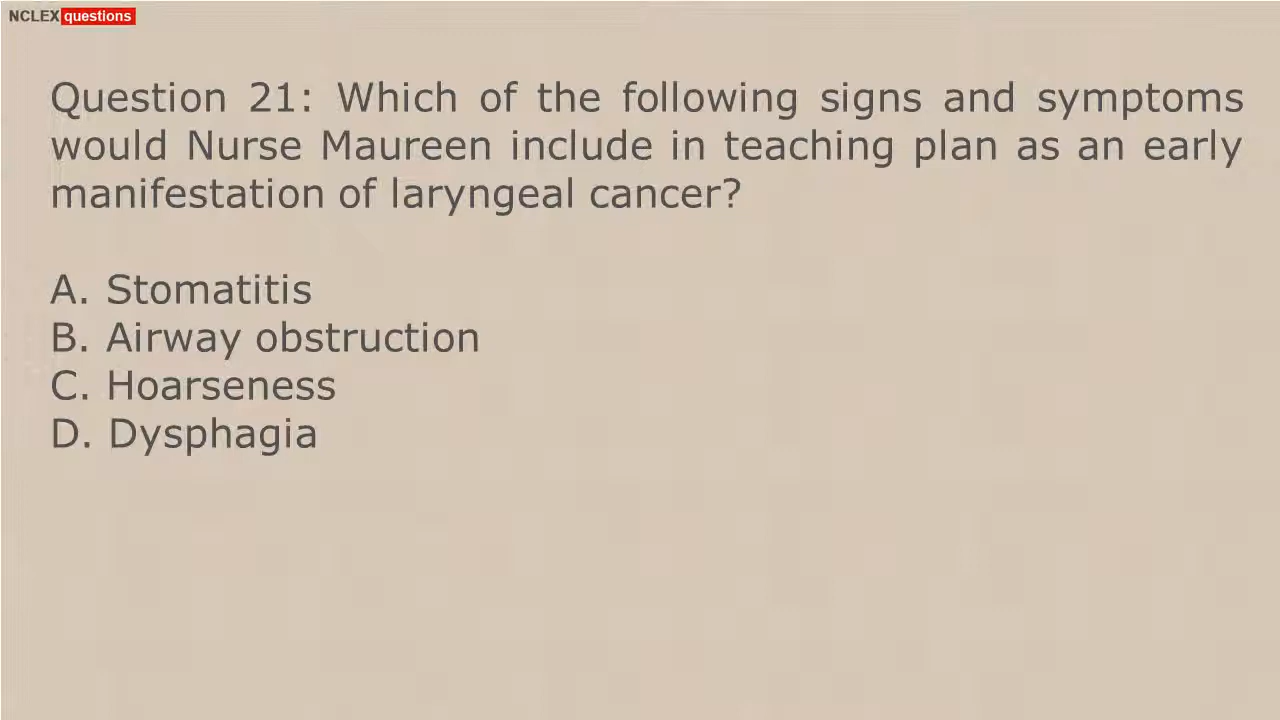 NCLEX questions
Question 21: Which of the following signs and symptoms
would Nurse Maureen include in teaching plan as an early
manifestation of laryngeal cancer?
A. Stomatitis
B. Airway obstruction
C. Hoarseness
D. Dysphagia